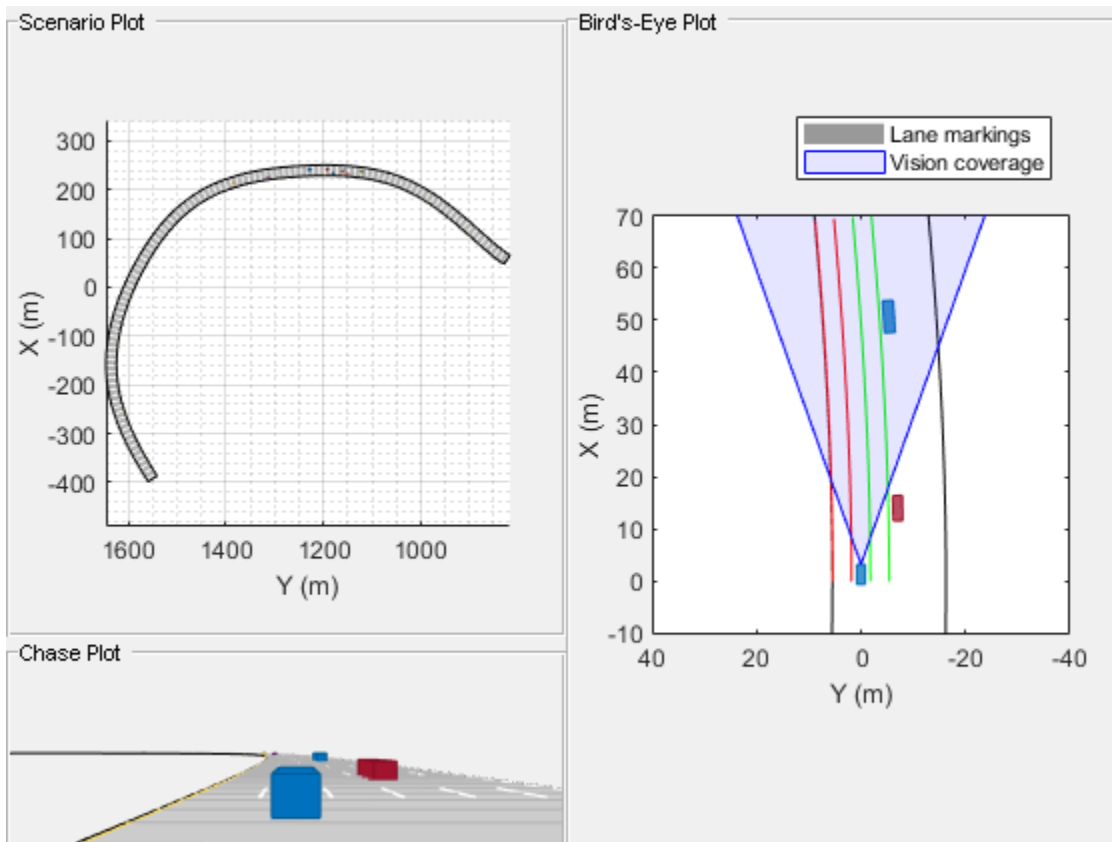 Scenario Plot
300
200
100
0
-100
-200
-300
-400
X (m)
1600 1400 1200 1000
Y (m)
Chase Plot
Bird's-Eye Plot
Lane markings
Vision coverage
70
60
50
40
30
20
10
0
-10
X (m)
40 20 0 -20 -40
Y (m)